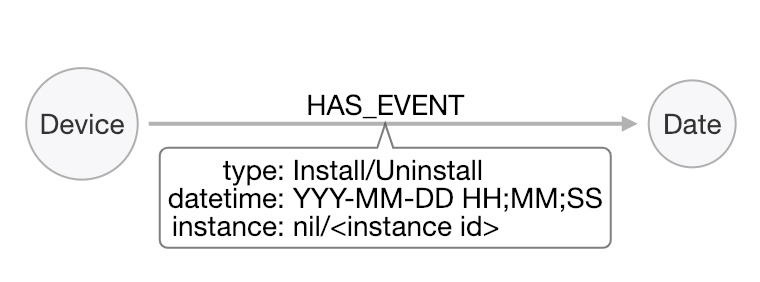 HAS_EVENT
Device
Date
type: Install/Uninstall
datetime: YYY-MM-DD HH;MM;SS
instance: nil/<instance id>